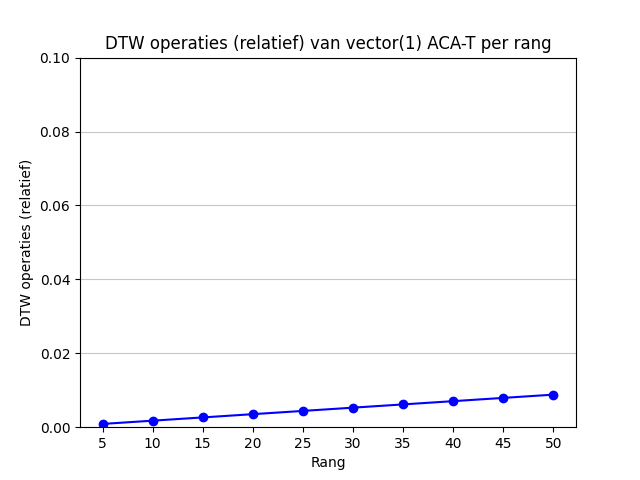 DTW operaties (relatief) van vector(1) ACA-T per rang
0.10
0.08
0.06
0.04
0.02
0.00
DTW operaties (relatief)
5 10 15 20 25 30 35 40 45 50
Rang